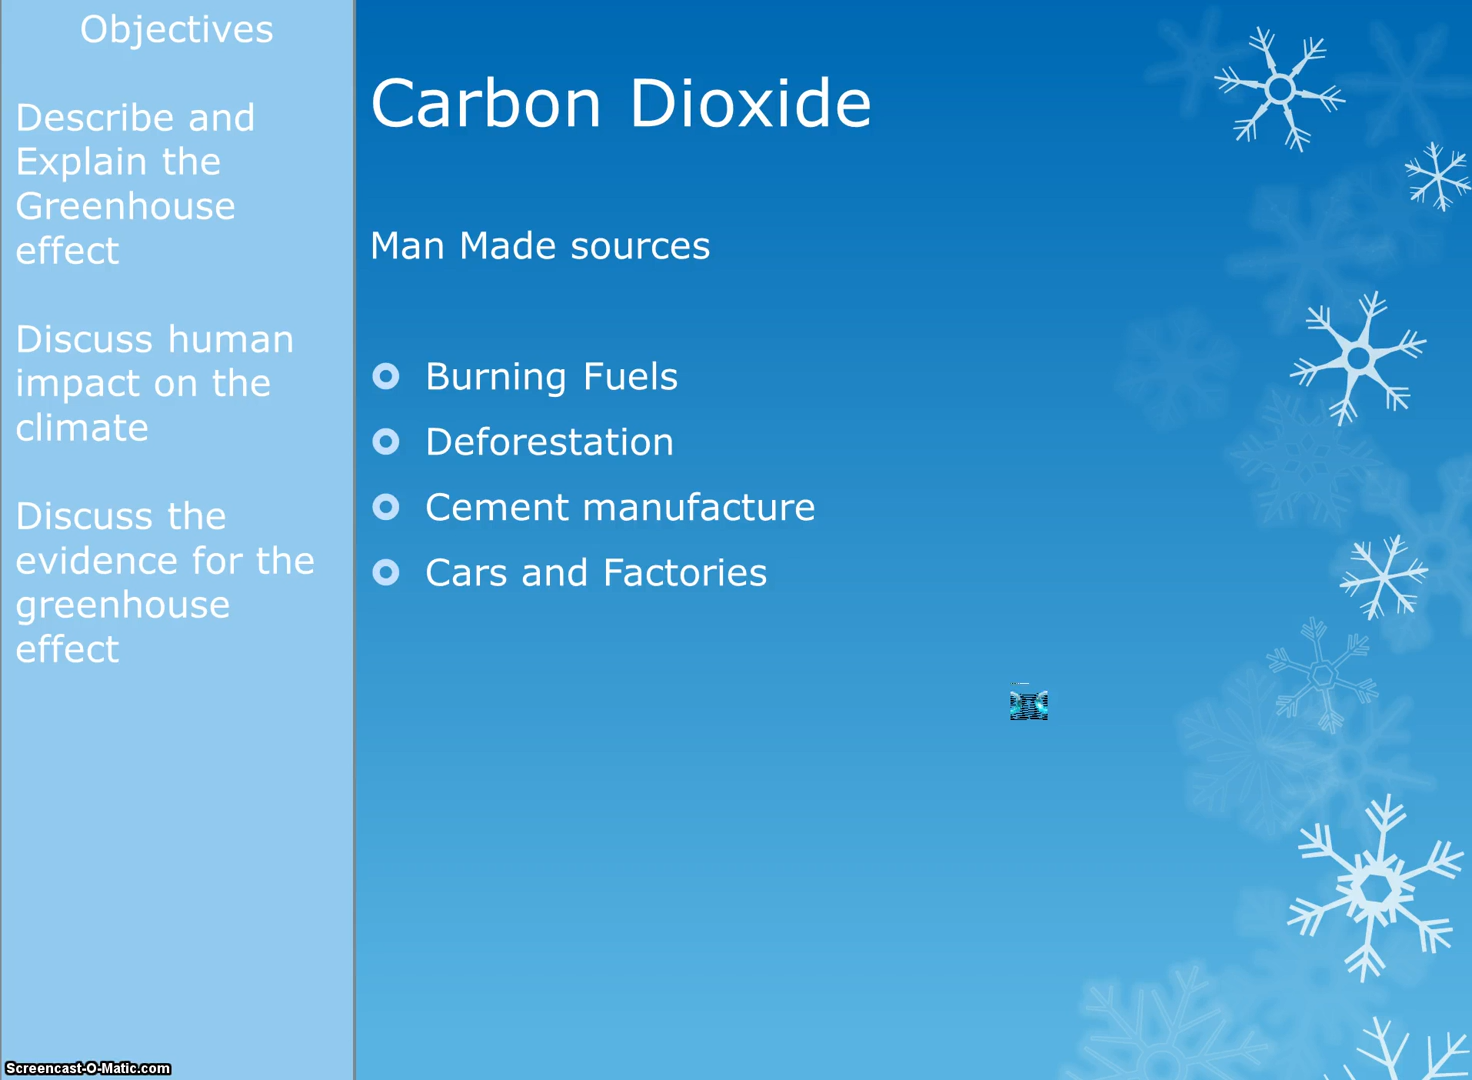 Objectives
Describe and
Explain the
Greenhouse
effect
Discuss human
impact on the
climate
Discuss the
evidence for the
greenhouse
effect
Carbon Dioxide
Man Made sources
Burning Fuels
Deforestation
Cement manufacture
Cars and Factories
Screencast-O-Matic.com